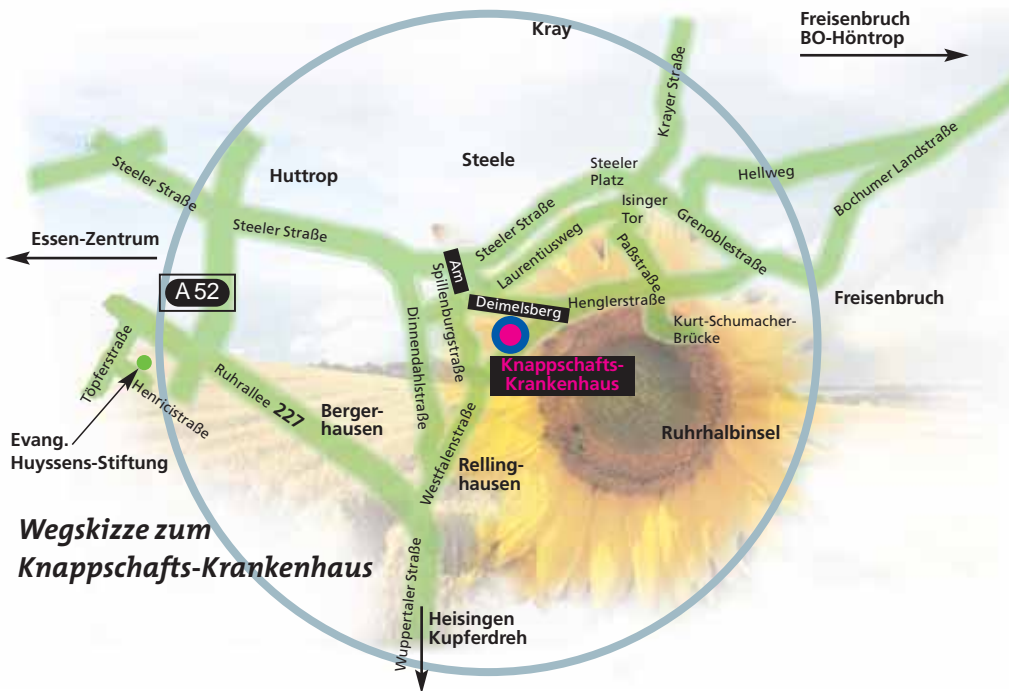 Kray
Freisenbruch
BO-Höntrop
Krayer Straße
Steele
Steeler
Platz
Hellweg
Bochumer Landstraße
Huttrop
Steeler Straße
Steeler Straße
Steeler Straße
Isinger
Tor
Grenoblestraße
Laurentiusweg
Paßstraße
Essen-Zentrum
A 52
Am
Deimelsberg
Spillenburgstraße
Henglerstraße
Freisenbruch
Dinnendahlstraße
Kurt-Schumacher-
Brücke
Knappschafts-
Krankenhaus
Töpferstraße
Henricistraße
Ruhrallee 227
Berger-
hausen
Ruhrhalbinsel
Evang.
Huyssens-Stiftung
Westfalenstraße
Relling-
hausen
Wegskizze zum
Knappschafts-Krankenhaus
Wuppertaler Straße
Heisingen
Kupferdreh